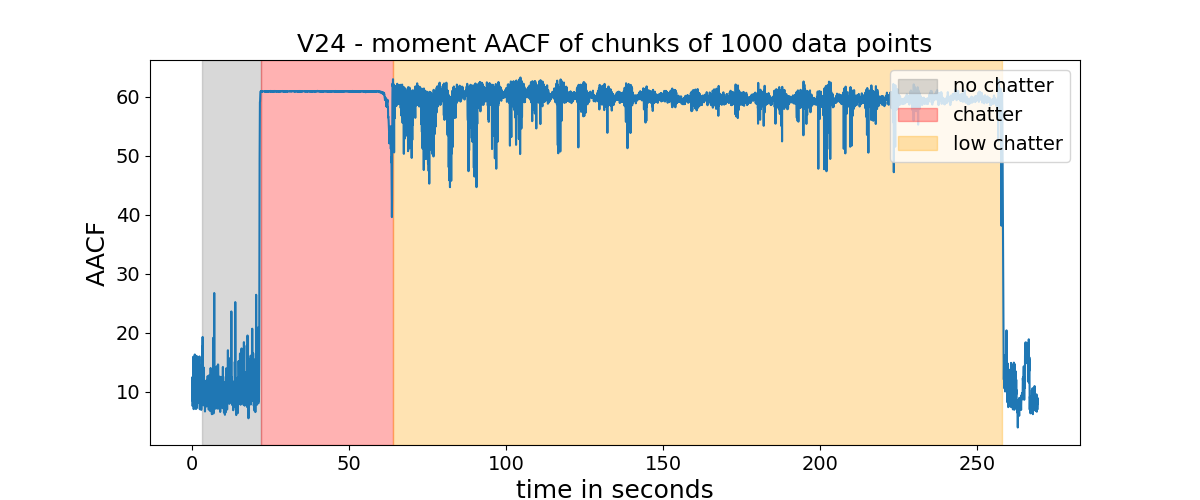 V24 - moment AACF of chunks of 1000 data points
AACF
60
50
40
30
20
10
no chatter
chatter
low chatter
0
50
100
150
200
250
time in seconds